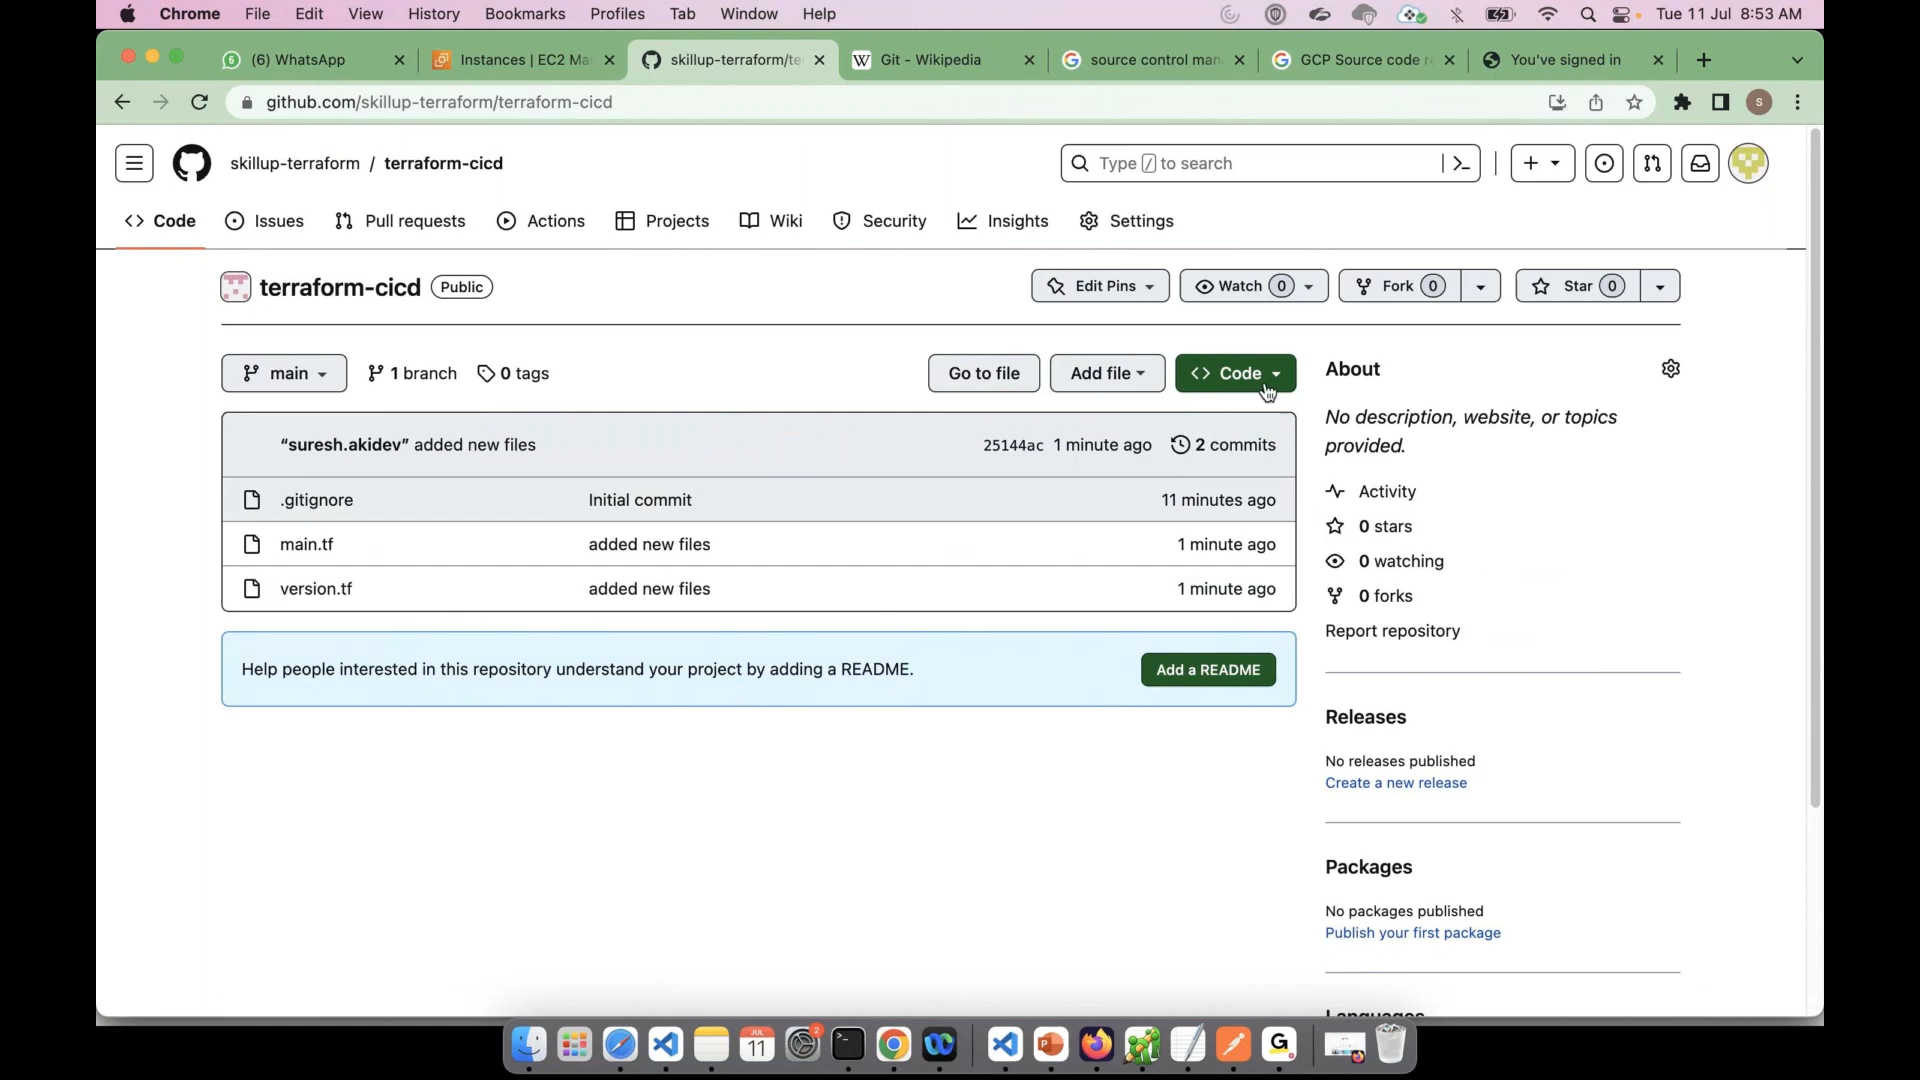 Chrome File Edit View History Bookmarks Profiles Tab Window Help Tue 11 Jul 8:53 AM
(6) WhatsApp Instances | EC2 Ma skillup-terraform/te Git - Wikipedia source control man GCP Source code r You've signed in
github.com/skillup-terraform/terraform-cicd S
skillup-terraform / terraform-cicd Type / to search
Code Issues Pull requests Actions Projects Wiki Security Insights Settings
terraform-cicd Public Edit Pins Watch 0 Fork 0 Star 0
main 1 branch 0 tags Go to file Add file Code
“suresh.akidev” added new files 25144ac 1 minute ago 2 commits
.gitignore Initial commit 11 minutes ago
main.tf added new files 1 minute ago
version.tf added new files 1 minute ago
Help people interested in this repository understand your project by adding a README. Add a README
About
No description, website, or topics
provided.
Activity
0 stars
0 watching
0 forks
Report repository
Releases
No releases published
Create a new release
Packages
No packages published
Publish your first package
Languages
JUL
11
2
G